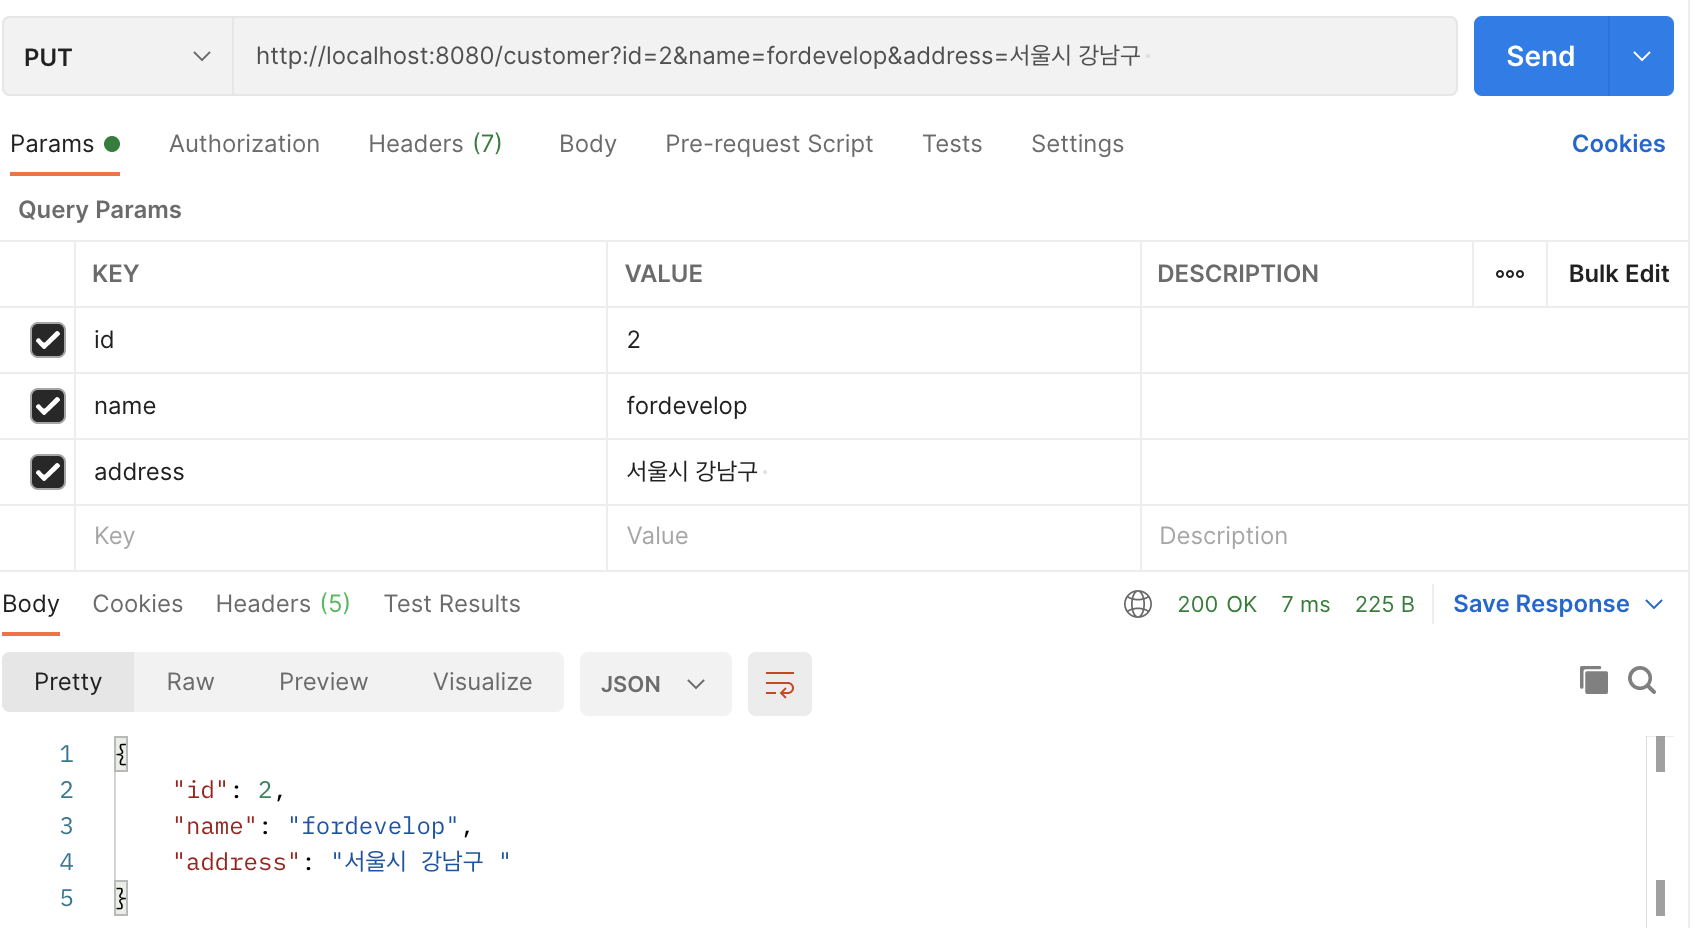 PUT http://localhost:8080/customer?id=2&name=fordevelop&address=서울시 강남구 Send
Params Authorization Headers (7) Body Pre-request Script Tests Settings Cookies
Query Params
KEY VALUE DESCRIPTION ooo Bulk Edit
id 2
name fordevelop
address 서울시 강남구
Key Value Description
Body Cookies Headers (5) Test Results 200 OK 7 ms 225 B Save Response
Pretty Raw Preview Visualize JSON
1 {
2 "id": 2,
3 "name": "fordevelop",
4 "address": "서울시 강남구 "
5 }